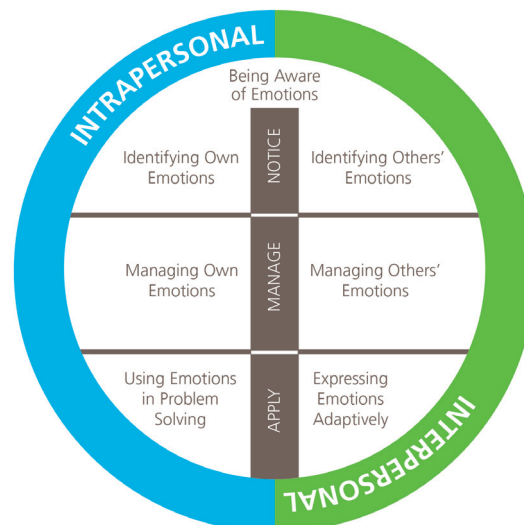 INTRAPERSONAL
Being Aware
of Emotions
Identifying Own
Emotions
NOTICE
Identifying Others'
Emotions
Managing Own
Emotions
MANAGE
Managing Others'
Emotions
Using Emotions
in Problem
Solving
APPLY
Expressing
Emotions
Adaptively
INTERPERSONAL